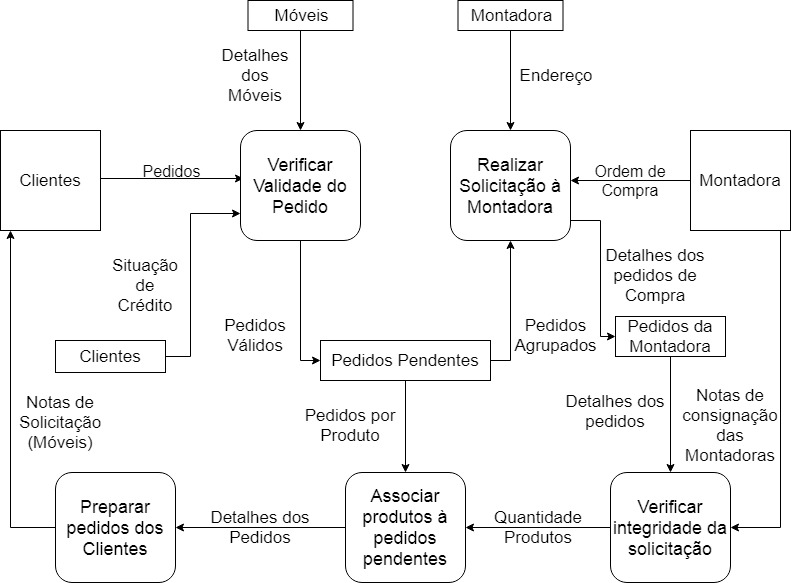 Móveis
Montadora
Detalhes
dos
Móveis
Endereço
Clientes
Pedidos
Verificar
Validade do
Pedido
Realizar
Solicitação à
Montadora
Ordem de
Compra
Montadora
Situação
de
Crédito
Detalhes dos
pedidos de
Compra
Clientes
Pedidos
Válidos
Pedidos Pendentes
Pedidos
Agrupados
Pedidos da
Montadora
Notas de
Solicitação
(Móveis)
Pedidos por
Produto
Detalhes dos
pedidos
Notas de
consignação
das
Montadoras
Preparar
pedidos dos
Clientes
Detalhes dos
Pedidos
Associar
produtos à
pedidos
pendentes
Quantidade
Produtos
Verificar
integridade da
solicitação